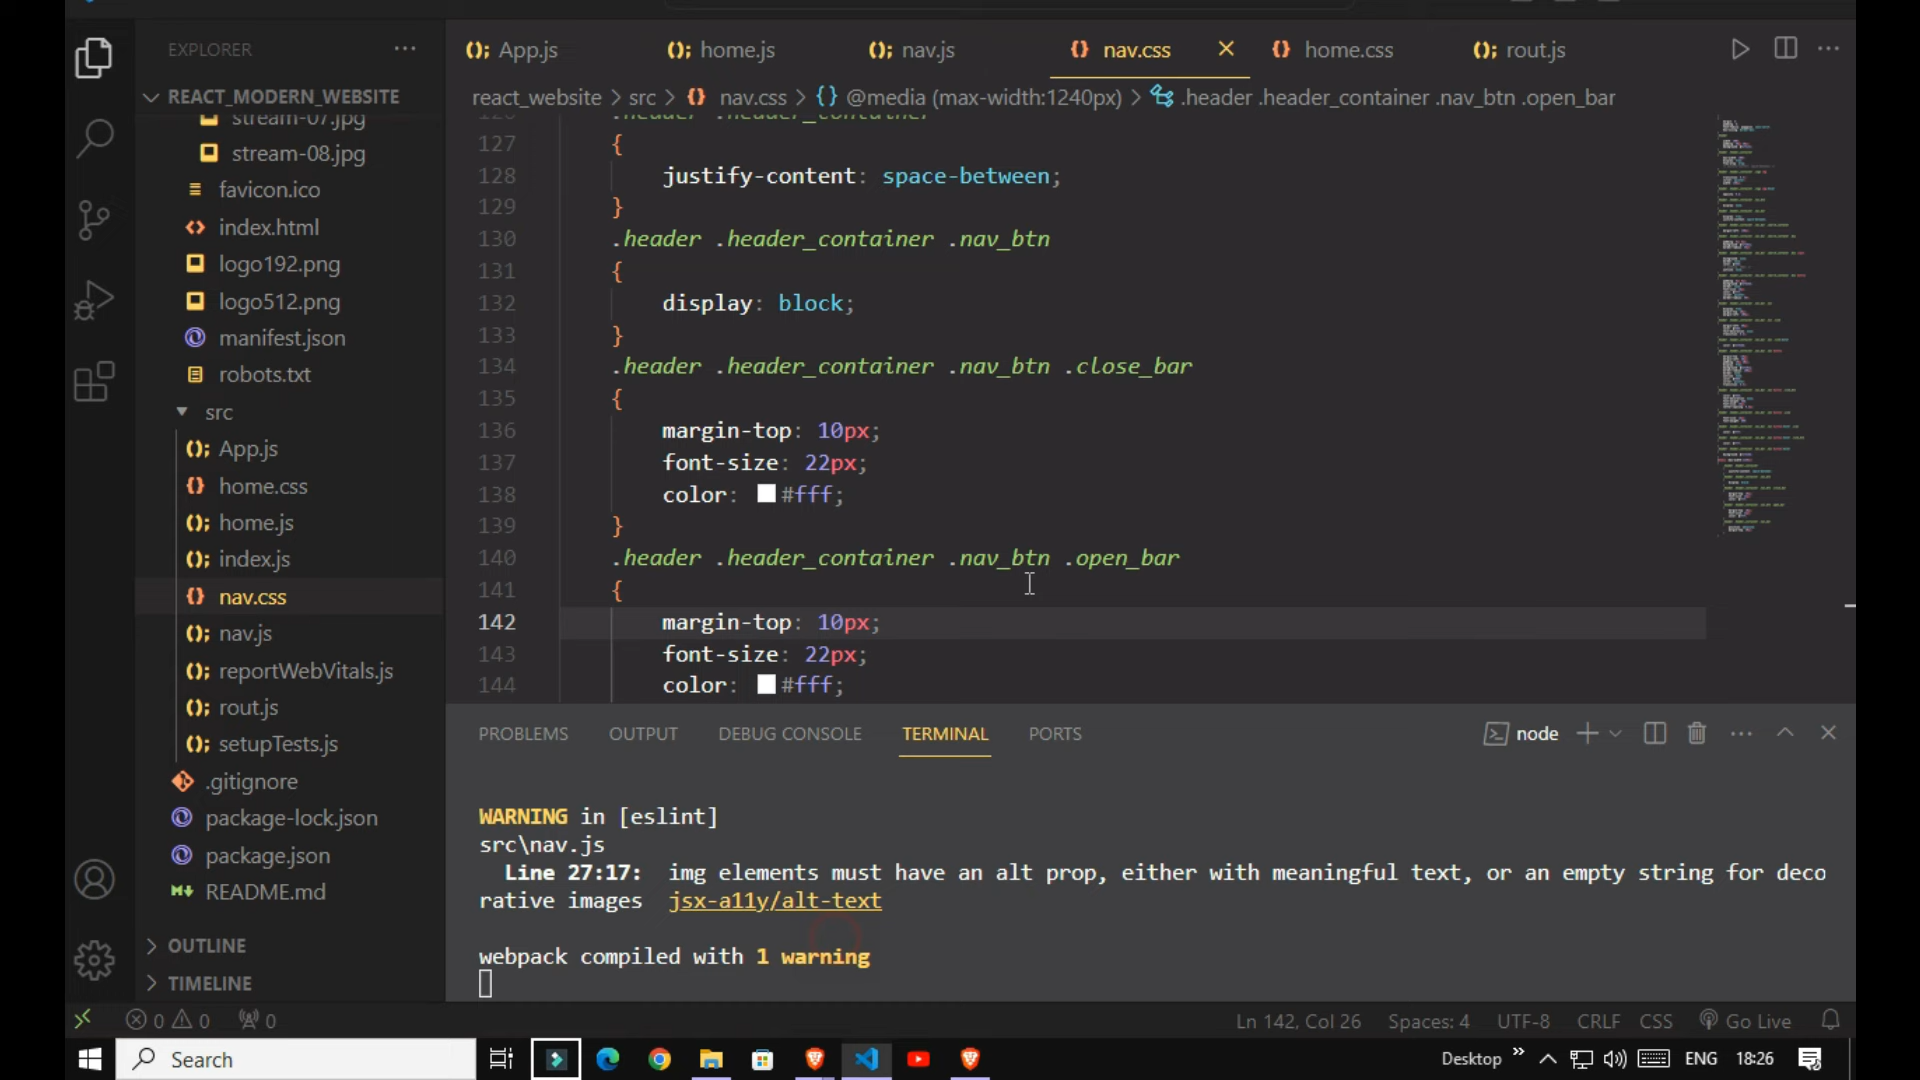 EXPLORER
REACT_MODERN_WEBSITE
stream-07.jpg
stream-08.jpg
favicon.ico
index.html
logo192.png
logo512.png
manifest.json
robots.txt
src
App.js
home.css
home.js
index.js
nav.css
nav.js
reportWebVitals.js
rout.js
setupTests.js
.gitignore
package-lock.json
package.json
README.md
OUTLINE
TIMELINE
App.js home.js nav.js nav.css home.css rout.js
react_website > src > nav.css > {} @media (max-width:1240px) > .header .header_container .nav_btn .open_bar
126 .header .header_container
127 {
128 justify-content: space-between;
129 }
130 .header .header_container .nav_btn
131 {
132 display: block;
133 }
134 .header .header_container .nav_btn .close_bar
135 {
136 margin-top: 10px;
137 font-size: 22px;
138 color: #fff;
139 }
140 .header .header_container .nav_btn .open_bar
141 {
142 margin-top: 10px;
143 font-size: 22px;
144 color: #fff;
PROBLEMS OUTPUT DEBUG CONSOLE TERMINAL PORTS node
WARNING in [eslint]
src\nav.js
Line 27:17: img elements must have an alt prop, either with meaningful text, or an empty string for deco
rative images jsx-a11y/alt-text
webpack compiled with 1 warning
0 0 0 Ln 142, Col 26 Spaces: 4 UTF-8 CRLF CSS Go Live
Search Desktop ENG 18:26